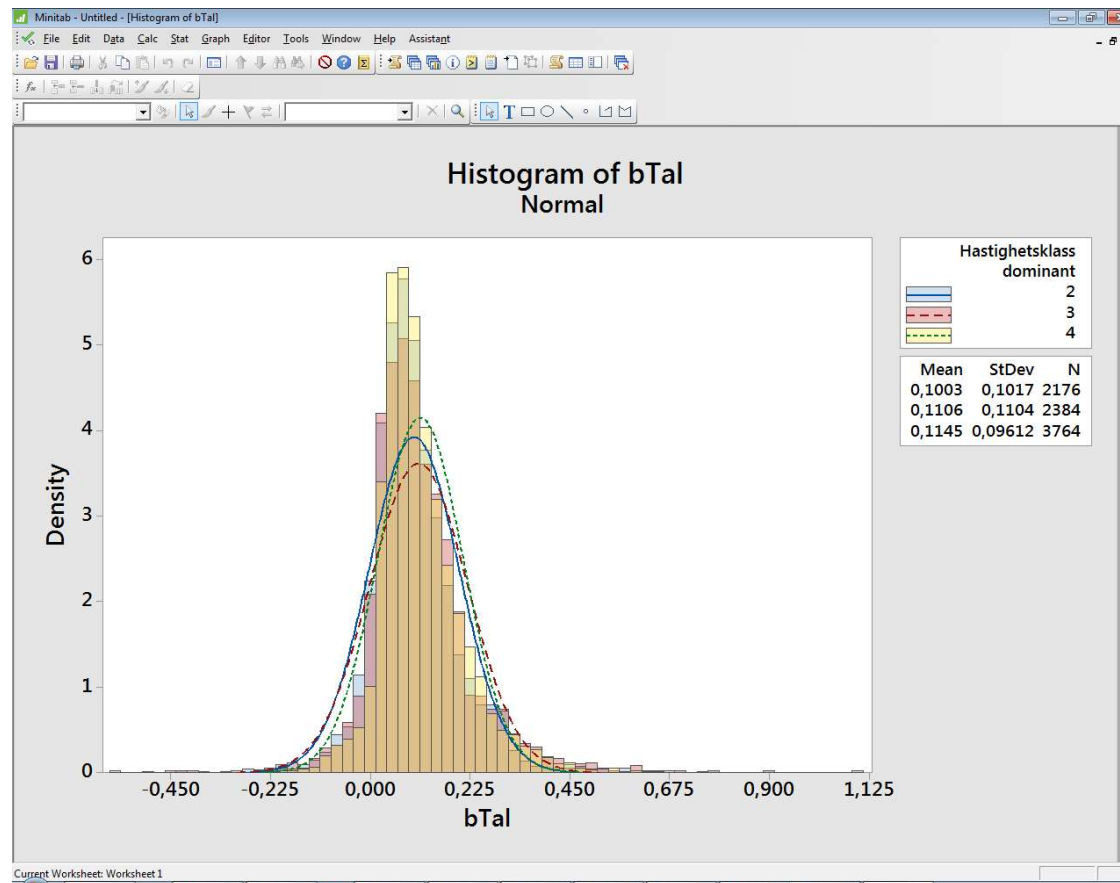 Minitab - Untitled - [Histogram of bTal]
File Edit Data Calc Stat Graph Editor Tools Window Help Assistant
Histogram of bTal
Normal
6
5
4
3
2
1
0
Density
-0,450 -0,225 0,000 0,225 0,450 0,675 0,900 1,125
bTal
Hastighetsklass
dominant
2
3
4
Mean StDev N
0,1003 0,1017 2176
0,1106 0,1104 2384
0,1145 0,09612 3764
Current Worksheet: Worksheet 1